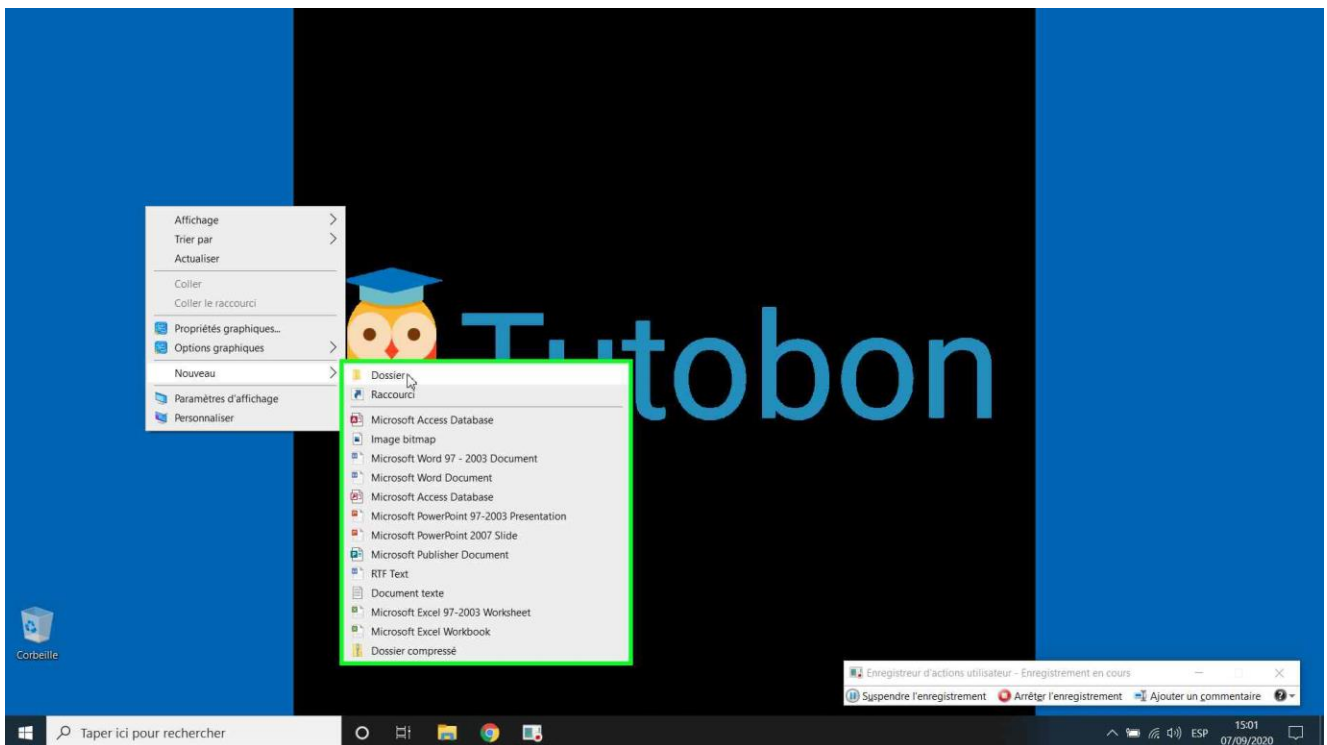 Affichage
Trier par
Actualiser
Coller
Coller le raccourci
Propriétés graphiques...
Options graphiques
Nouveau
Paramètres d'affichage
Personnaliser
Tutobon
Dossier
Raccourci
Microsoft Access Database
Image bitmap
Microsoft Word 97 - 2003 Document
Microsoft Word Document
Microsoft Access Database
Microsoft PowerPoint 97-2003 Presentation
Microsoft PowerPoint 2007 Slide
Microsoft Publisher Document
RTF Text
Document texte
Microsoft Excel 97-2003 Worksheet
Microsoft Excel Workbook
Dossier compressé
Corbeille
Enregistreur d'actions utilisateur - Enregistrement en cours
Suspendre l'enregistrement Arrêter l'enregistrement Ajouter un commentaire
Taper ici pour rechercher
ESP
15:01
07/09/2020